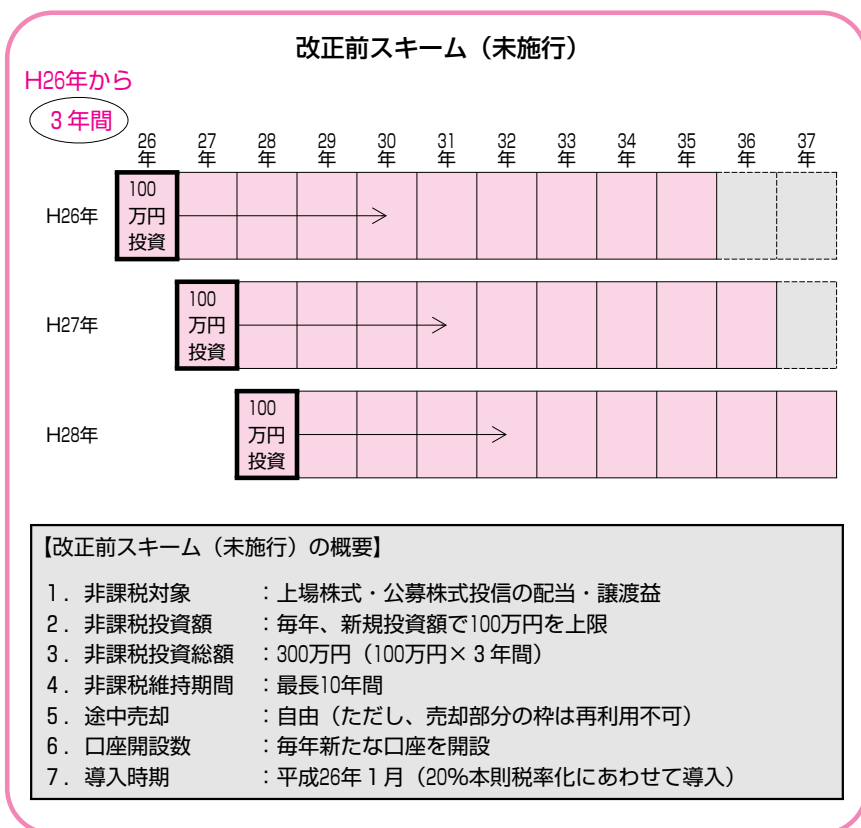 改正前スキーム（未施行）
H26年から
3年間
26年 27年 28年 29年 30年 31年 32年 33年 34年 35年 36年 37年
H26年
100
万円
投資
H27年
100
万円
投資
H28年
100
万円
投資
【改正前スキーム（未施行）の概要】
1．非課税対象　　　：上場株式・公募株式投信の配当・譲渡益
2．非課税投資額　　：毎年、新規投資額で100万円を上限
3．非課税投資総額　：300万円（100万円×3年間）
4．非課税維持期間　：最長10年間
5．途中売却　　　　：自由（ただし、売却部分の枠は再利用不可）
6．口座開設数　　　：毎年新たな口座を開設
7．導入時期　　　　：平成26年1月（20%本則税率化にあわせて導入）